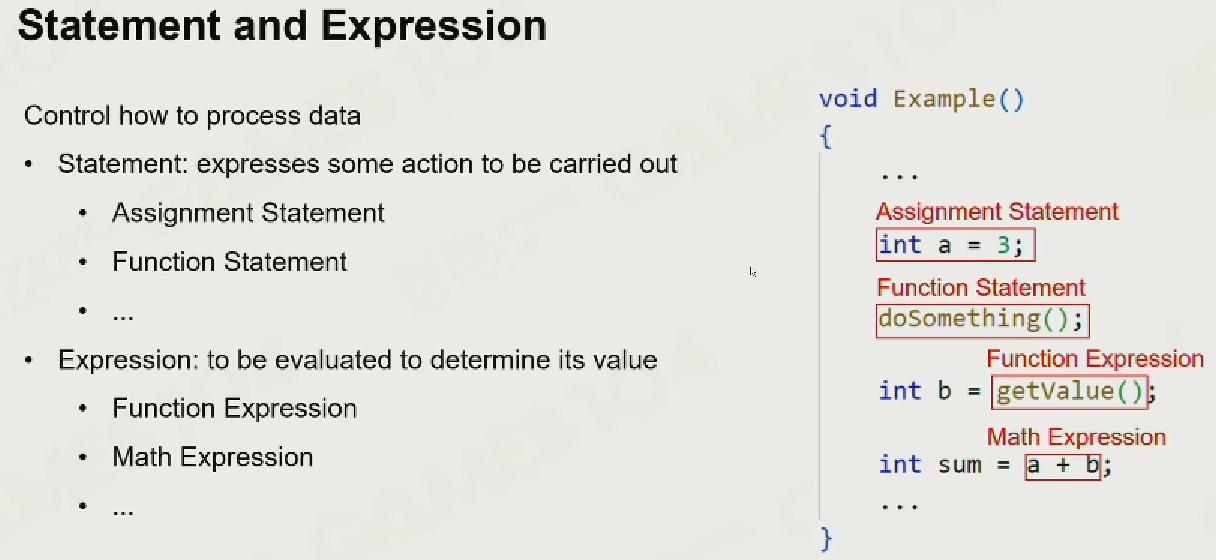 Statement and Expression
Control how to process data
• Statement: expresses some action to be carried out
• Assignment Statement
• Function Statement
• ...
• Expression: to be evaluated to determine its value
• Function Expression
• Math Expression
• ...
void Example()
{
...
Assignment Statement
int a = 3;
Function Statement
doSomething();
Function Expression
int b = getValue();
Math Expression
int sum = a + b;
...
}